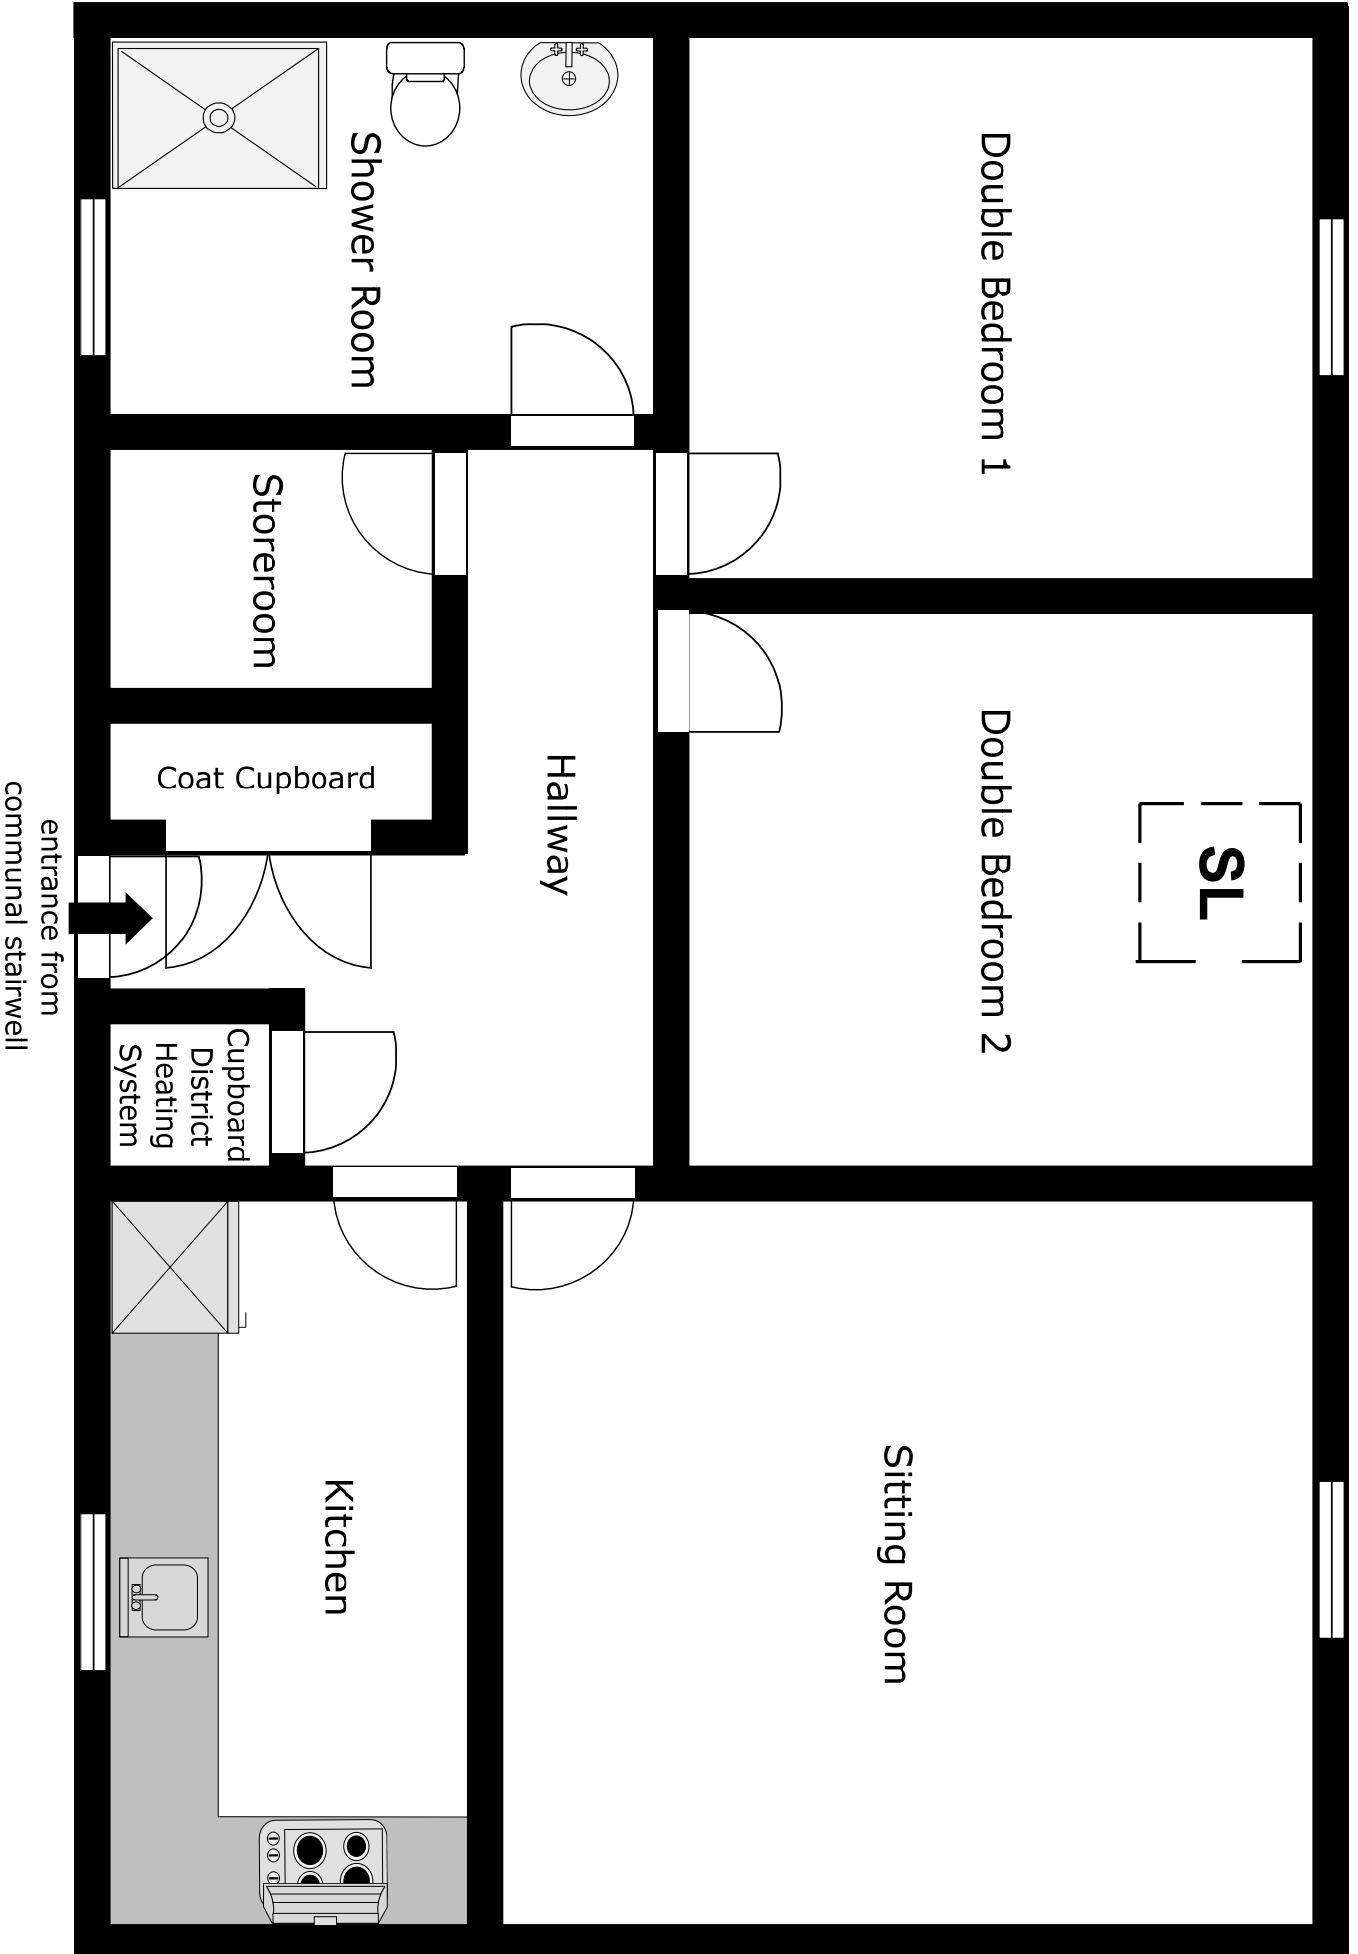 Shower Room
Double Bedroom 1
Storeroom
Hallway
Double Bedroom 2
SL
Coat Cupboard
entrance from
communal stairwell
Cupboard
District
Heating
System
Kitchen
Sitting Room